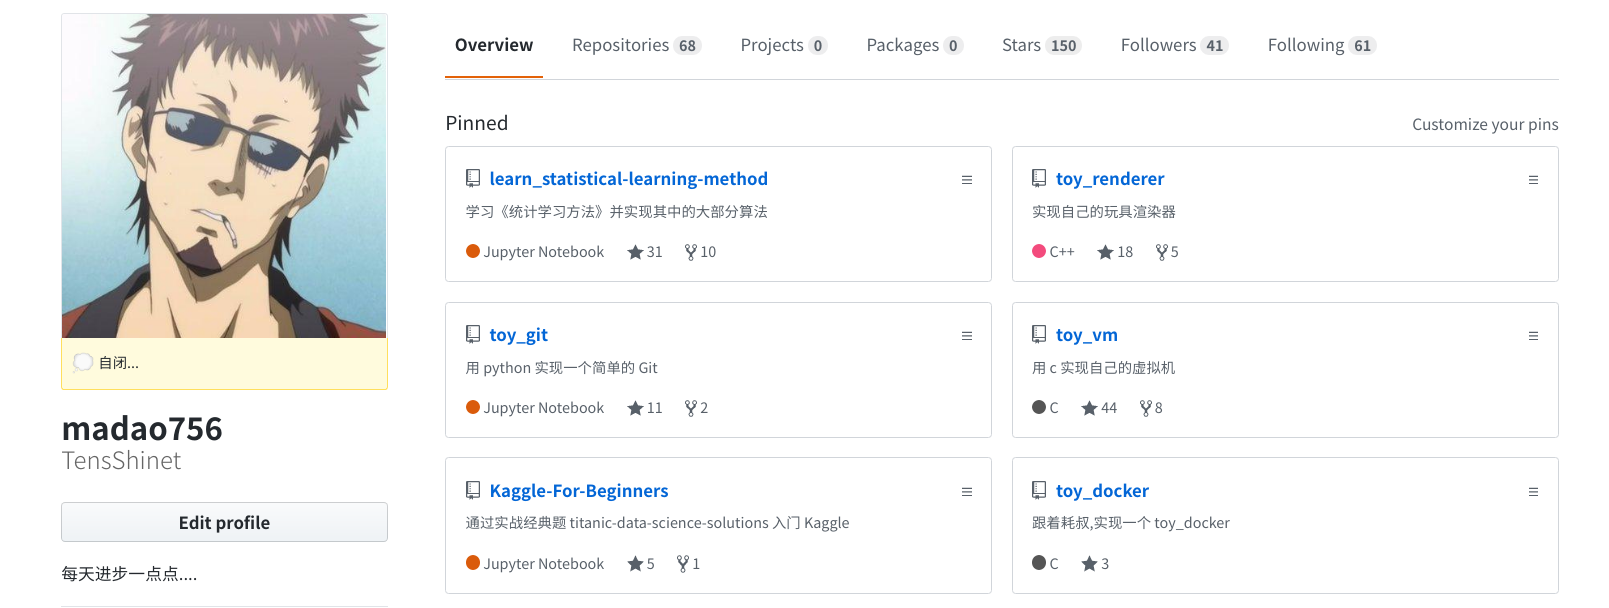 Overview Repositories 68 Projects 0 Packages 0 Stars 150 Followers 41 Following 61
Pinned
Customize your pins
learn_statistical-learning-method
学习《统计学习方法》并实现其中的大部分算法
Jupyter Notebook 31 10
toy_renderer
实现自己的玩具渲染器
C++ 18 5
toy_git
用 python 实现一个简单的 Git
Jupyter Notebook 11 2
toy_vm
用 c 实现自己的虚拟机
C 44 8
Kaggle-For-Beginners
通过实战经典题 titanic-data-science-solutions 入门 Kaggle
Jupyter Notebook 5 1
toy_docker
跟着耗叔,实现一个 toy_docker
C 3
自闭...
madao756
TensShinet
Edit profile
每天进步一点点....